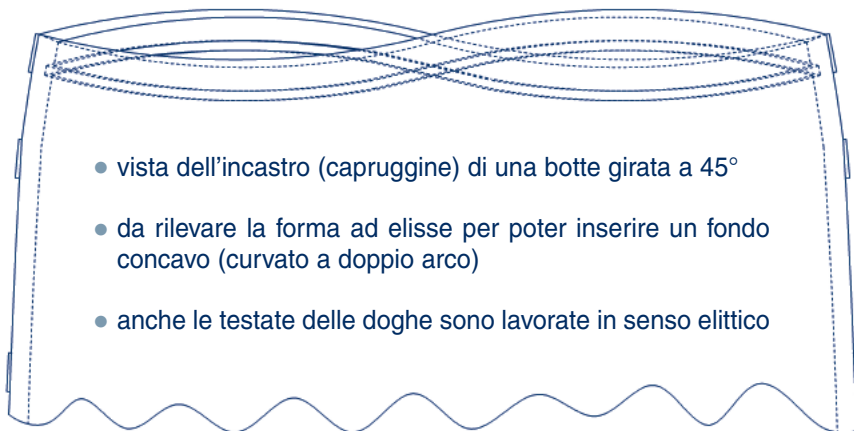 ● vista dell'incastro (capruggine) di una botte girata a 45°
● da rilevare la forma ad elisse per poter inserire un fondo
concavo (curvato a doppio arco)
● anche le testate delle doghe sono lavorate in senso elittico